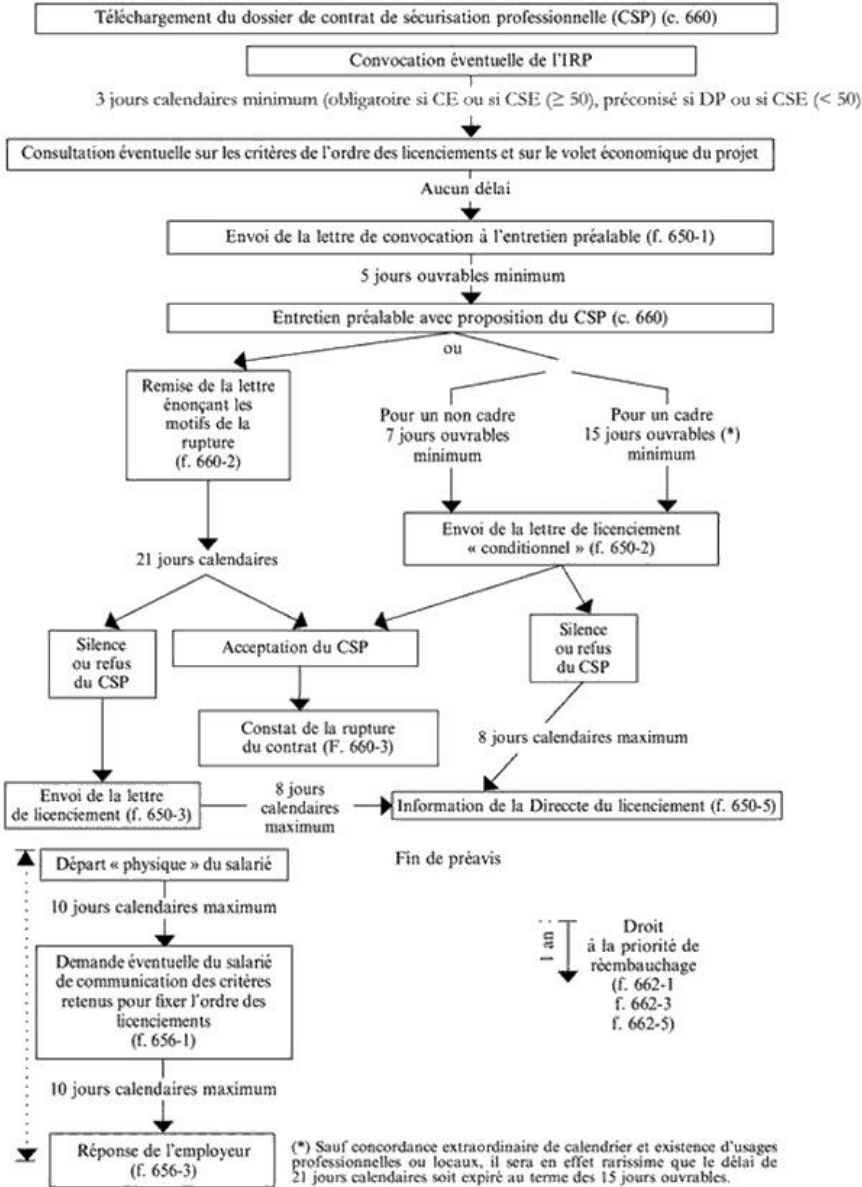 Téléchargement du dossier de contrat de sécurisation professionnelle (CSP) (c. 660)
Convocation éventuelle de l'IRP
3 jours calendaires minimum (obligatoire si CE ou si CSE (≥ 50), préconisé si DP ou si CSE (< 50)
Consultation éventuelle sur les critères de l'ordre des licenciements et sur le volet économique du projet
Aucun délai
Envoi de la lettre de convocation à l'entretien préalable (f. 650-1)
5 jours ouvrables minimum
Entretien préalable avec proposition du CSP (c. 660)
ou
Remise de la lettre
énonçant les
motifs de la
rupture
(f. 660-2)
Pour un non cadre
7 jours ouvrables
minimum
Pour un cadre
15 jours ouvrables (*)
minimum
Envoi de la lettre de licenciement
« conditionnel » (f. 650-2)
21 jours calendaires
Silence
ou refus
du CSP
Acceptation du CSP
Silence
ou refus
du CSP
Constat de la rupture
du contrat (F. 660-3)
8 jours calendaires maximum
Envoi de la lettre
de licenciement (f. 650-3)
8 jours
calendaires
maximum
Information de la Direccte du licenciement (f. 650-5)
Départ « physique » du salarié
Fin de préavis
10 jours calendaires maximum
Demande éventuelle du salarié
de communication des critères
retenus pour fixer l'ordre des
licenciements
(f. 656-1)
1 an :
Droit
à la priorité de
réembauchage
(f. 662-1
f. 662-3
f. 662-5)
10 jours calendaires maximum
Réponse de l'employeur
(f. 656-3)
(*) Sauf concordance extraordinaire de calendrier et existence d'usages
professionnelles ou locaux, il sera en effet rarissime que le délai de
21 jours calendaires soit expiré au terme des 15 jours ouvrables.